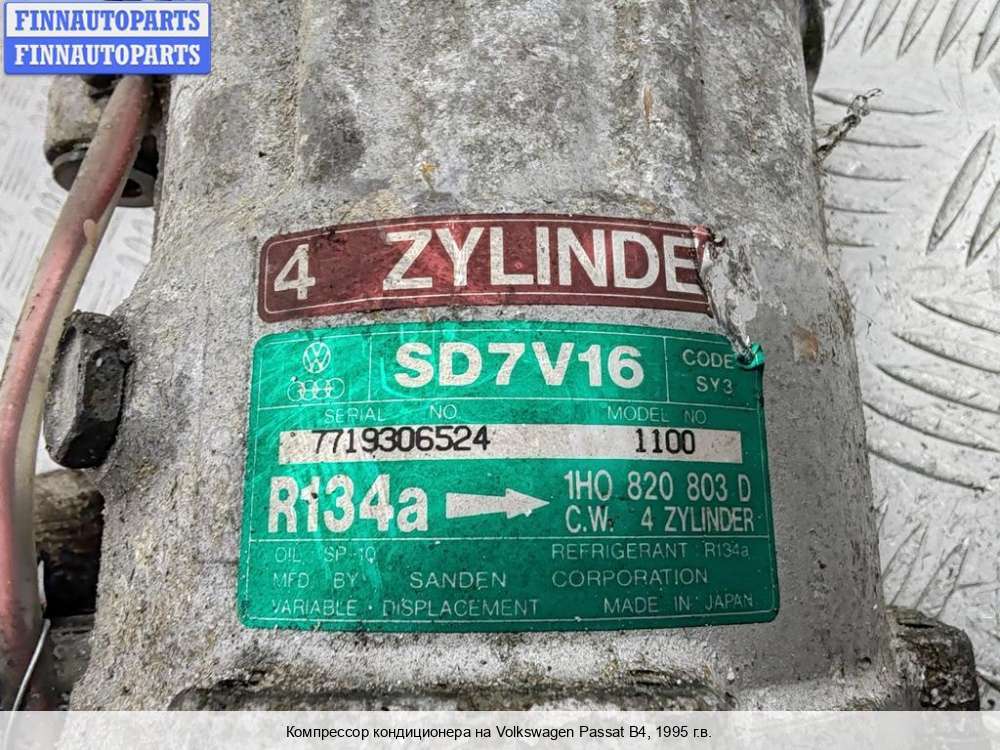 FINNAUTOPARTS
FINNAUTOPARTS
4 ZYLINDE
SD7V16
CODE
SY3
SERIAL NO.
MODEL NO
7719306524
1100
R134a
1HO 820 803 D
C.W. 4 ZYLINDER
OIL SP-10
REFRIGERANT R134a
MFD BY SANDEN CORPORATION
VARIABLE · DISPLACEMENT MADE IN JAPAN
Компрессор кондиционера на Volkswagen Passat B4, 1995 г.в.